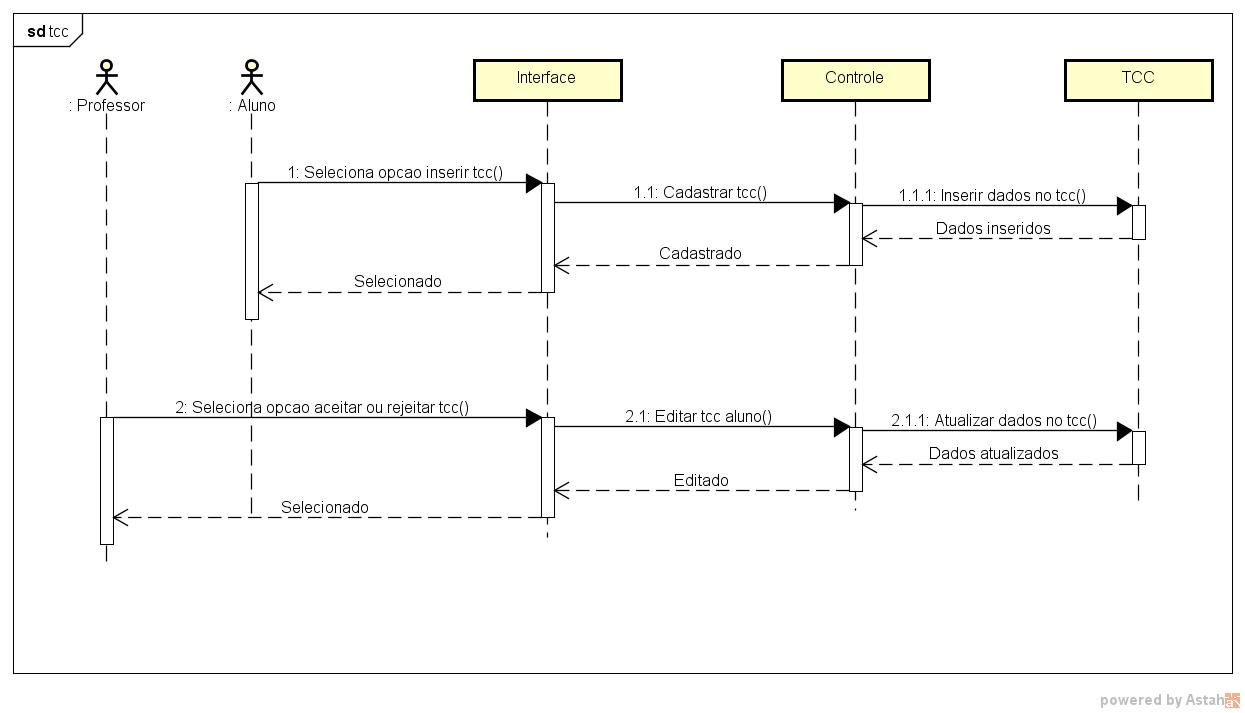 sd tcc
: Professor
: Aluno
Interface
Controle
TCC
1: Seleciona opcao inserir tcc()
1.1: Cadastrar tcc()
1.1.1: Inserir dados no tcc()
Dados inseridos
Cadastrado
Selecionado
2: Seleciona opcao aceitar ou rejeitar tcc()
2.1: Editar tcc aluno()
2.1.1: Atualizar dados no tcc()
Dados atualizados
Editado
Selecionado
powered by Astah